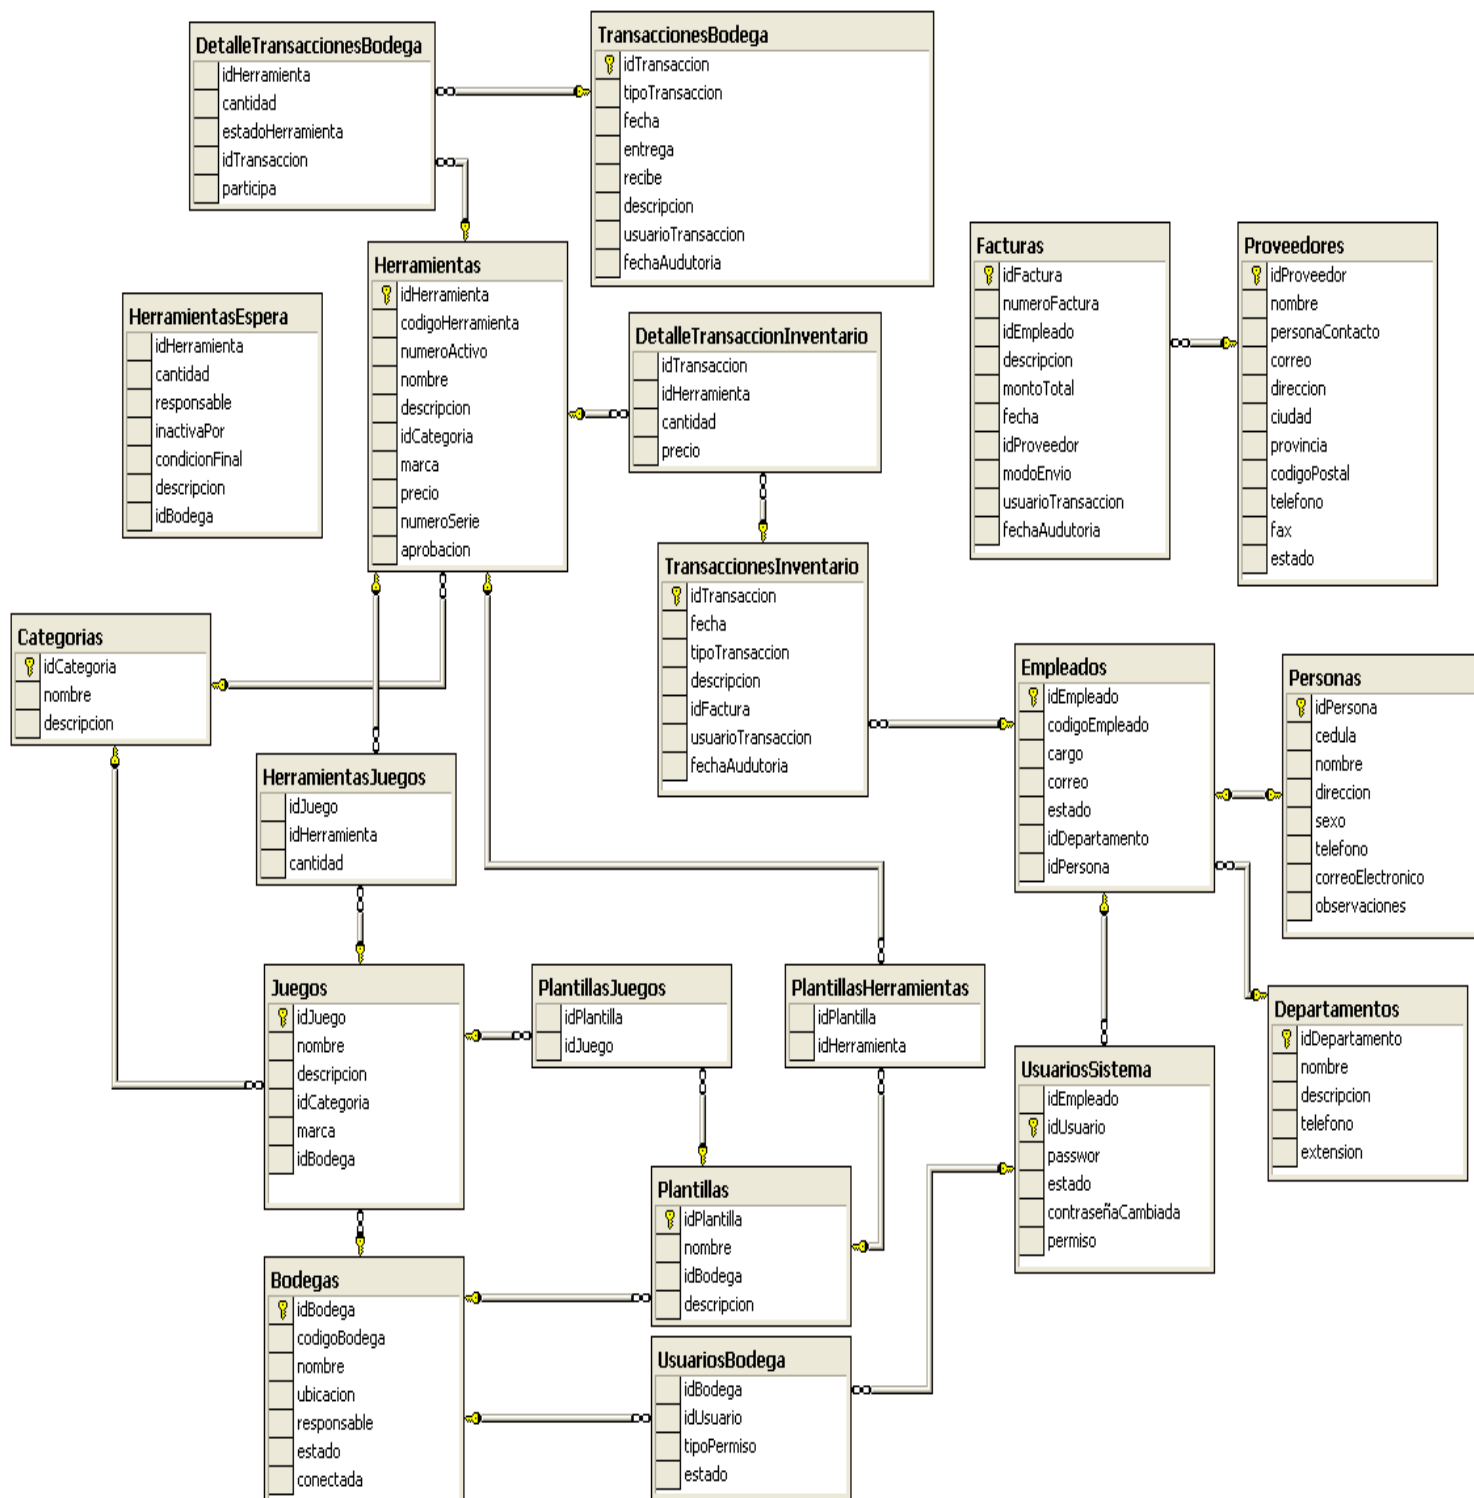 DetalleTransaccionesBodega
idHerramienta
cantidad
estadoHerramienta
idTransaccion
participa
TransaccionesBodega
idTransaccion
tipoTransaccion
fecha
entrega
recibe
descripcion
usuarioTransaccion
fechaAudutoria
Herramientas
idHerramienta
codigoHerramienta
numeroActivo
nombre
descripcion
idCategoria
marca
precio
numeroSerie
aprobacion
HerramientasEspera
idHerramienta
cantidad
responsable
inactivaPor
condicionFinal
descripcion
idBodega
DetalleTransaccionInventario
idTransaccion
idHerramienta
cantidad
precio
Facturas
idFactura
numeroFactura
idEmpleado
descripcion
montoTotal
fecha
idProveedor
modoEnvio
usuarioTransaccion
fechaAudutoria
Proveedores
idProveedor
nombre
personaContacto
correo
direccion
ciudad
provincia
codigoPostal
telefono
fax
estado
TransaccionesInventario
idTransaccion
fecha
tipoTransaccion
descripcion
idFactura
usuarioTransaccion
fechaAudutoria
Categorias
idCategoria
nombre
descripcion
Empleados
idEmpleado
codigoEmpleado
cargo
correo
estado
idDepartamento
idPersona
Personas
idPersona
cedula
nombre
direccion
sexo
telefono
correoElectronico
observaciones
HerramientasJuegos
idJuego
idHerramienta
cantidad
Juegos
idJuego
nombre
descripcion
idCategoria
marca
idBodega
PlantillasJuegos
idPlantilla
idJuego
PlantillasHerramientas
idPlantilla
idHerramienta
Departamentos
idDepartamento
nombre
descripcion
telefono
extension
UsuariosSistema
idEmpleado
idUsuario
passwor
estado
contraseñaCambiada
permiso
Plantillas
idPlantilla
nombre
idBodega
descripcion
Bodegas
idBodega
codigoBodega
nombre
ubicacion
responsable
estado
conectada
UsuariosBodega
idBodega
idUsuario
tipoPermiso
estado